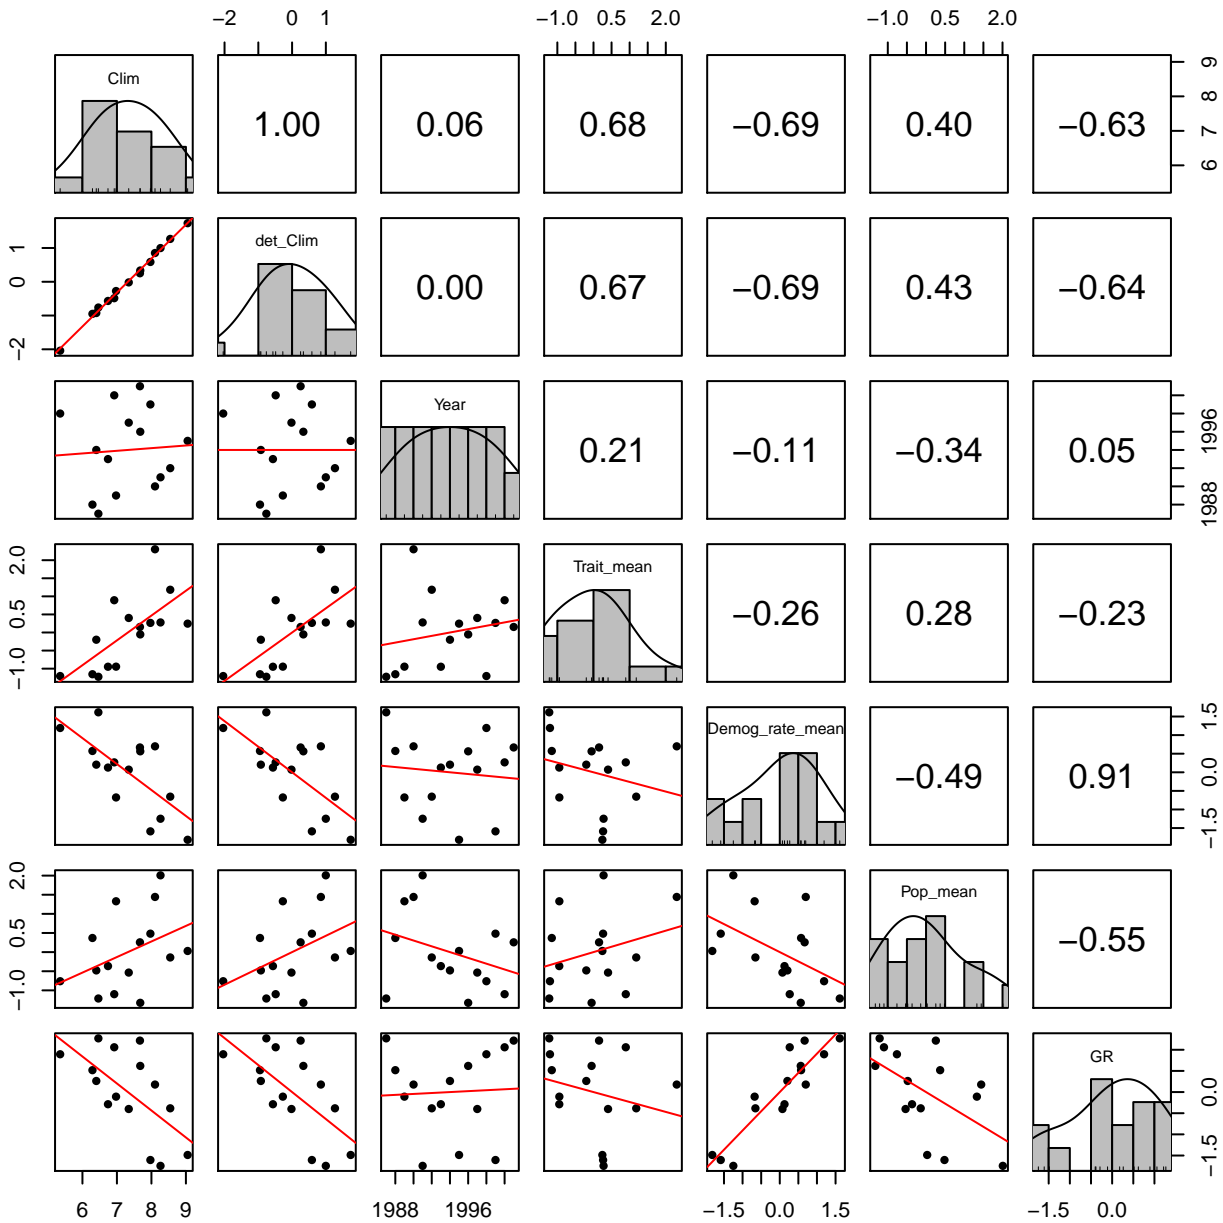 −2 0 1 −1.0 0.5 2.0 −1.0 0.5 2.0
Clim 1.00 0.06 0.68 −0.69 0.40 −0.63
6 7 8 9
−2 0 1
det_Clim 0.00 0.67 −0.69 0.43 −0.64
Year 0.21 −0.11 −0.34 0.05
1988 1996
−1.0 0.5 2.0
Trait_mean −0.26 0.28 −0.23
Demog_rate_mean −0.49 0.91
−1.5 0.0 1.5
−1.0 0.5 2.0
Pop_mean −0.55
GR
−1.5 0.0
6 7 8 9 1988 1996 −1.5 0.0 1.5 −1.5 0.0